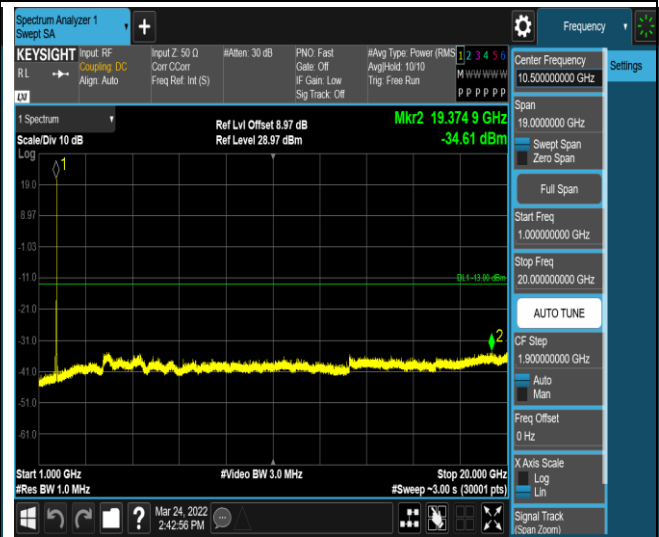 Spectrum Analyzer 1
Swept SA
+
Frequency
KEYSIGHT
RL
LXI
Input: RF
Coupling: DC
Align: Auto
Input Z: 50 Ω
Corr CCorr
Freq Ref: Int (S)
#Atten: 30 dB
PNO: Fast
Gate: Off
IF Gain: Low
Sig Track: Off
#Avg Type: Power (RMS
Avg|Hold: 10/10
Trig: Free Run
1 2 3 4 5 6
M W W W W W
P P P P P P
1 Spectrum
Scale/Div 10 dB
Ref Lvl Offset 8.97 dB
Ref Level 28.97 dBm
Mkr2 19.374 9 GHz
-34.61 dBm
Log
1
19.0
8.97
-1.03
-11.0
DL1 -13.00 dBm
-21.0
-31.0
2
-41.0
-51.0
-61.0
Start 1.000 GHz
#Res BW 1.0 MHz
#Video BW 3.0 MHz
Stop 20.000 GHz
#Sweep ~3.00 s (30001 pts)
?
Mar 24, 2022
2:42:56 PM
Center Frequency
10.500000000 GHz
Settings
Span
19.0000000 GHz
Swept Span
Zero Span
Full Span
Start Freq
1.000000000 GHz
Stop Freq
20.000000000 GHz
AUTO TUNE
CF Step
1.900000000 GHz
Auto
Man
Freq Offset
0 Hz
X Axis Scale
Log
Lin
Signal Track
(Span Zoom)